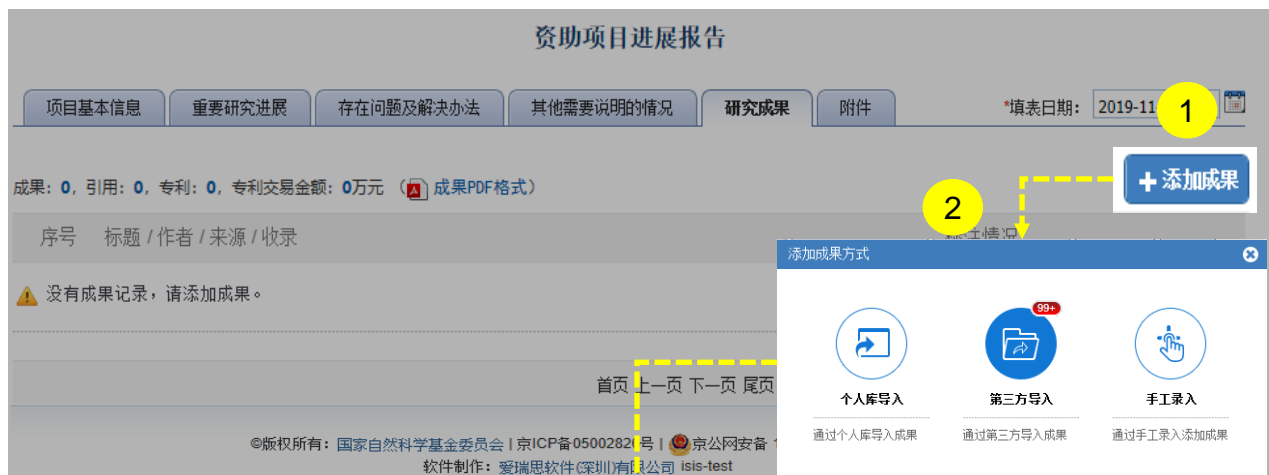 资助项目进展报告
项目基本信息 重要研究进展 存在问题及解决办法 其他需要说明的情况 研究成果 附件 *填表日期： 2019-11 1
成果：0，引用：0，专利：0，专利交易金额：0万元 （成果PDF格式）
+ 添加成果
2
序号 标题 / 作者 / 来源 / 收录 标注情况
添加成果方式
没有成果记录，请添加成果。
99+
个人库导入 第三方导入 手工录入
通过个人库导入成果 通过第三方导入成果 通过手工录入添加成果
首页 上一页 下一页 尾页
©版权所有：国家自然科学基金委员会 | 京ICP备05002826号 | 京公网安备
软件制作：爱瑞思软件(深圳)有限公司 isis-test